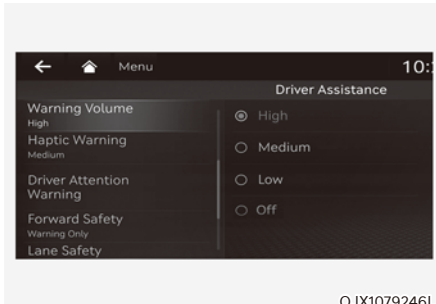 Menu
10:
Driver Assistance
Warning Volume
High
Haptic Warning
Medium
Driver Attention
Warning
Forward Safety
Warning Only
Lane Safety
High
Medium
Low
Off
OJX1079246L